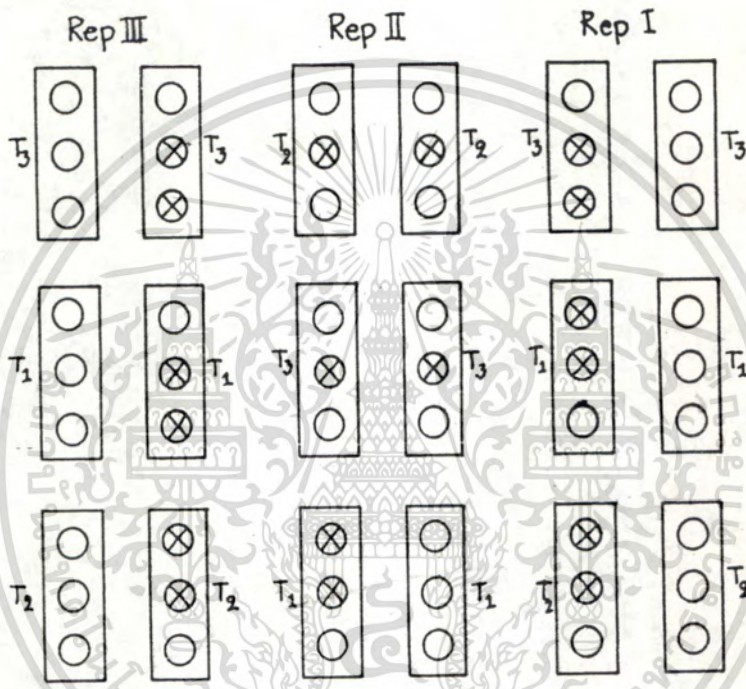 Rep III Rep II Rep I
T3 T3 T2 T2 T3 T3
T1 T1 T3 T3 T1 T1
T2 T2 T1 T1 T2 T2